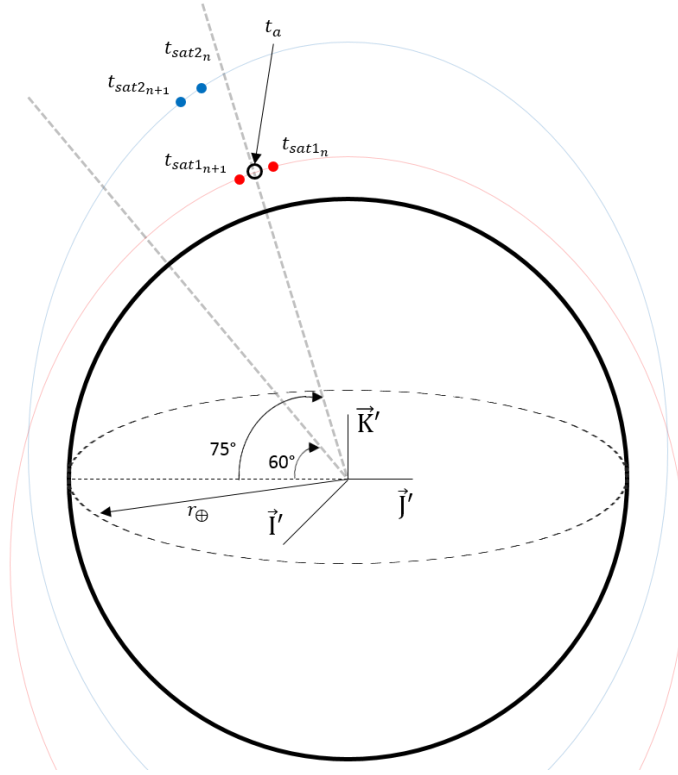 t_a
t_{sat2_n}
t_{sat2_{n+1}}
t_{sat1_n}
t_{sat1_{n+1}}
K⃗′
75°
60°
J⃗′
r_⊕
I⃗′